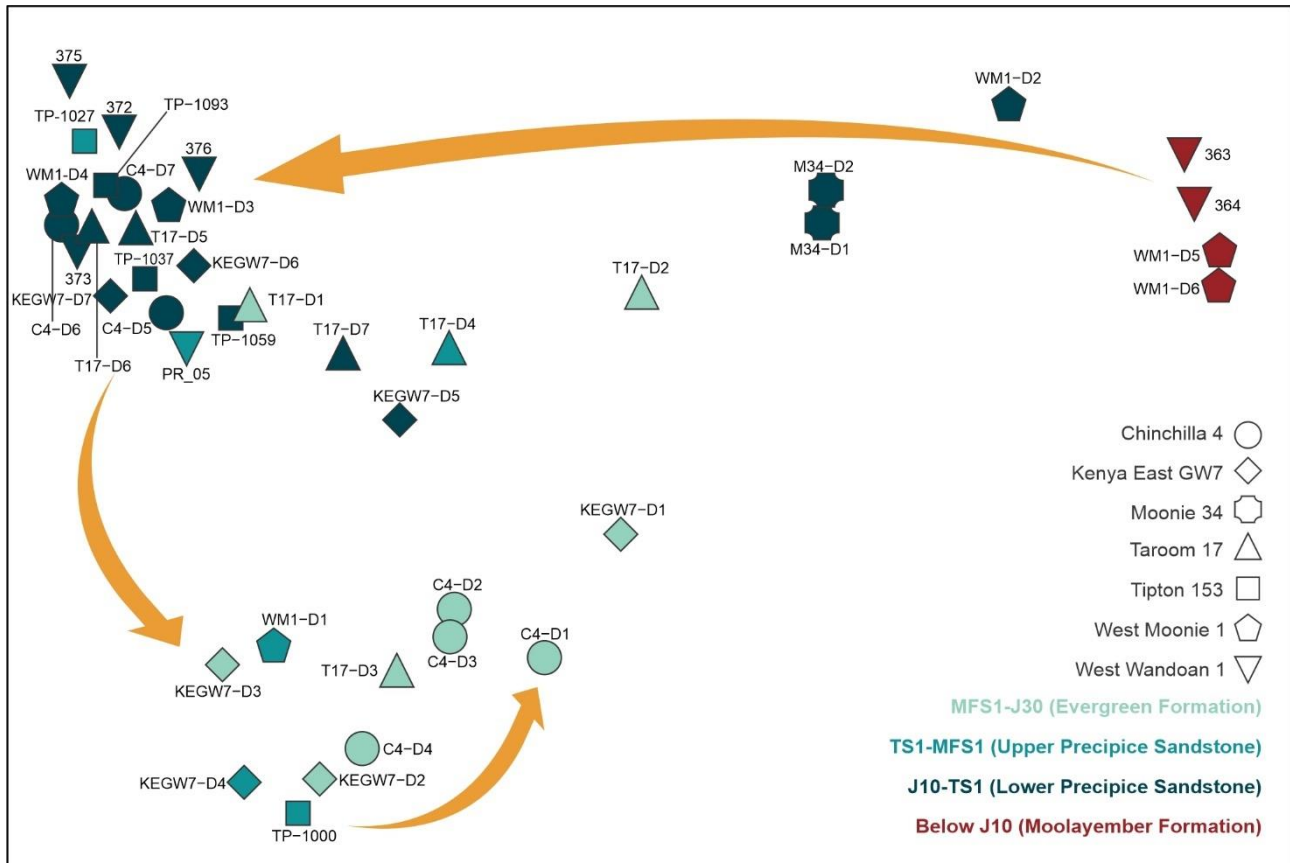 375
WM1-D2
TP-1027
372
TP-1093
376
363
WM1-D4
C4-D7
M34-D2
364
WM1-D3
T17-D5
M34-D1
WM1-D5
TP-1037
KEGW7-D6
T17-D2
373
WM1-D6
KEGW7-D7
T17-D1
C4-D6
C4-D5
TP-1059
T17-D7
T17-D4
T17-D6
PR_05
KEGW7-D5
Chinchilla 4
Kenya East GW7
KEGW7-D1
Moonie 34
Taroom 17
C4-D2
Tipton 153
WM1-D1
C4-D1
West Moonie 1
C4-D3
T17-D3
West Wandoan 1
KEGW7-D3
MFS1-J30 (Evergreen Formation)
C4-D4
TS1-MFS1 (Upper Precipice Sandstone)
KEGW7-D4
KEGW7-D2
J10-TS1 (Lower Precipice Sandstone)
TP-1000
Below J10 (Moolayember Formation)